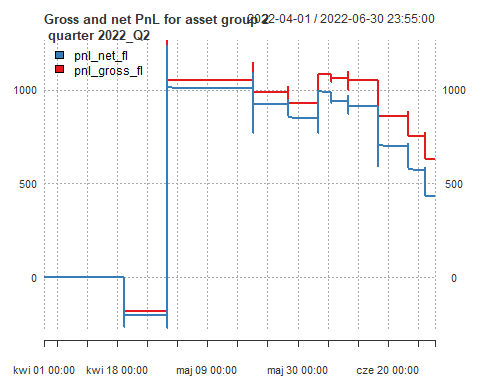 Gross and net PnL for asset group 2
2022-04-01 / 2022-06-30 23:55:00
quarter 2022_Q2
pnl_net_fl
pnl_gross_fl
1000
1000
500
500
0
0
kwi 01 00:00
kwi 18 00:00
maj 09 00:00
maj 30 00:00
cze 20 00:00